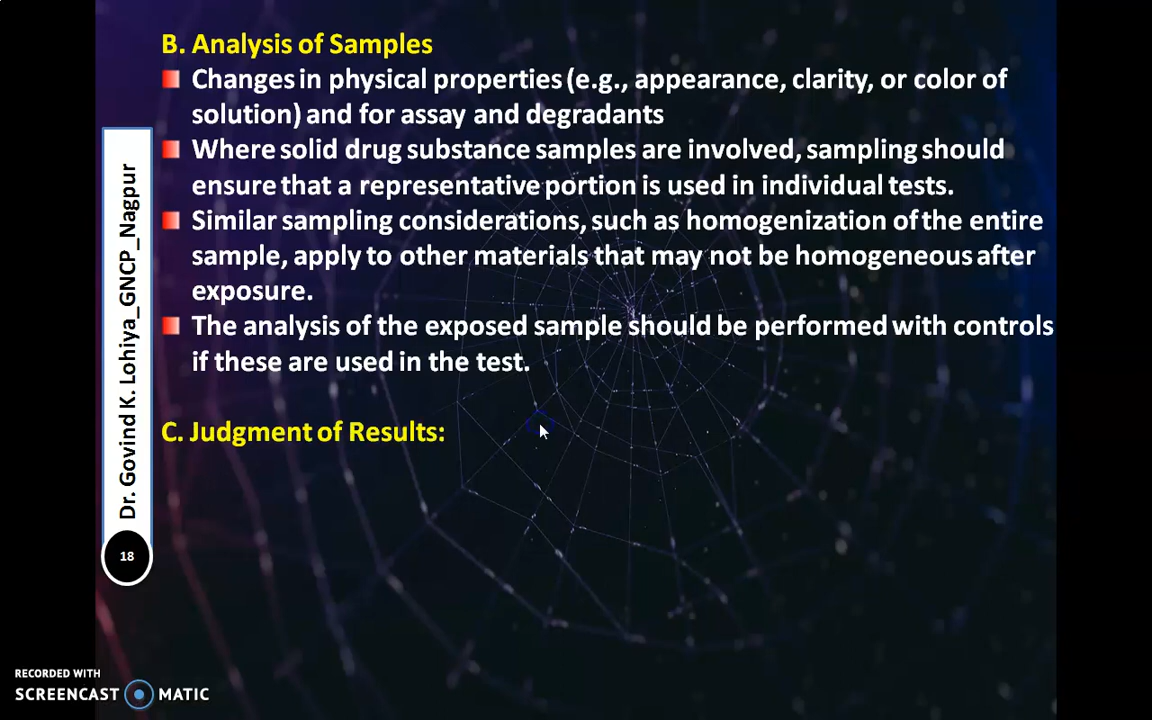 B. Analysis of Samples
Changes in physical properties (e.g., appearance, clarity, or color of
solution) and for assay and degradants
Where solid drug substance samples are involved, sampling should
ensure that a representative portion is used in individual tests.
Similar sampling considerations, such as homogenization of the entire
sample, apply to other materials that may not be homogeneous after
exposure.
The analysis of the exposed sample should be performed with controls
if these are used in the test.
C. Judgment of Results:
Dr. Govind K. Lohiya_GNCP_Nagpur
18
RECORDED WITH
SCREENCAST MATIC